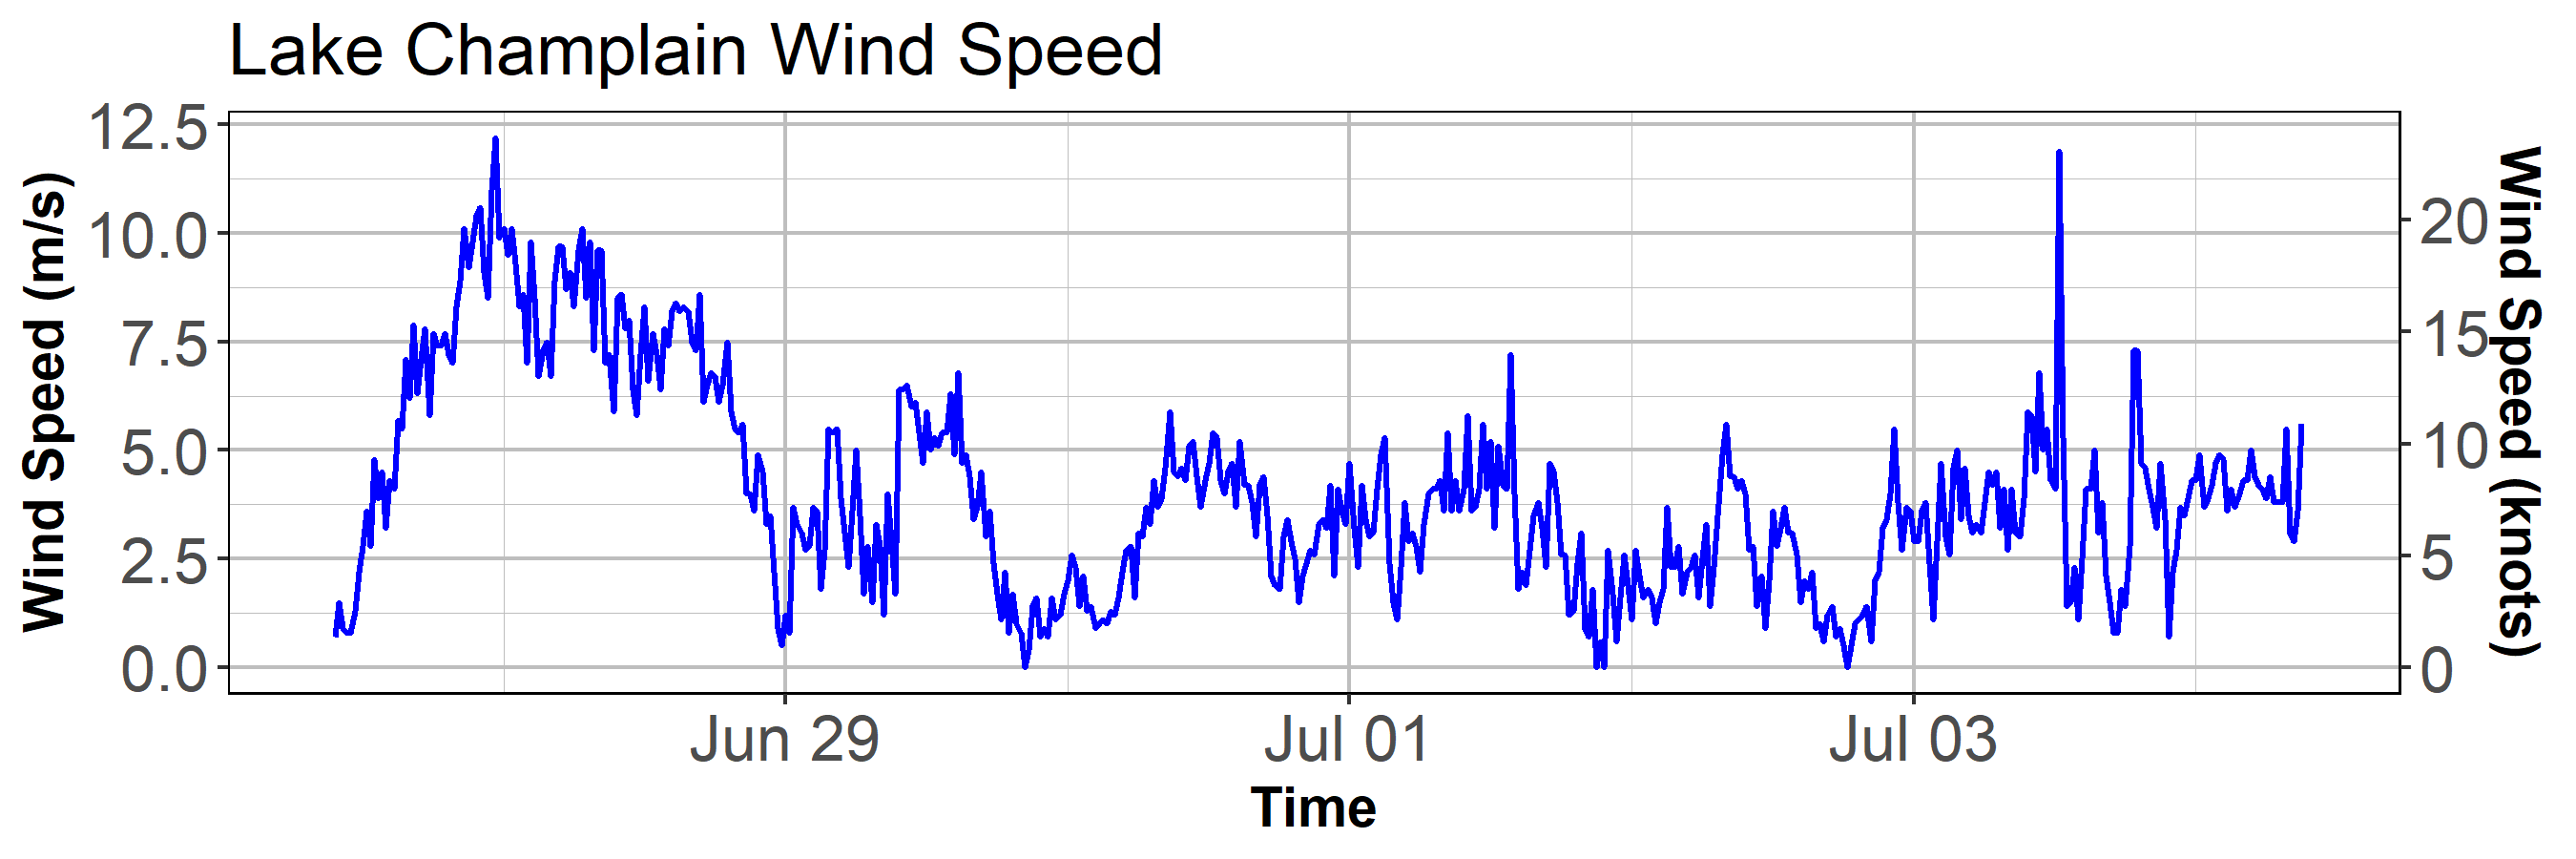 Lake Champlain Wind Speed
Wind Speed (m/s)
12.5
10.0
7.5
5.0
2.5
0.0
20
15
10
5
0
Wind Speed (knots)
Jun 29
Jul 01
Jul 03
Time